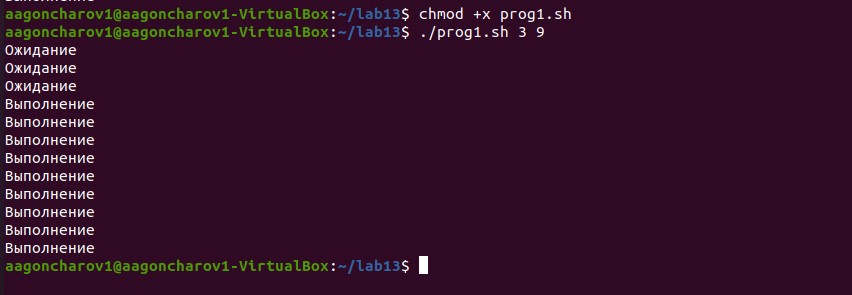 Выполнение
aagoncharov1@aagoncharov1-VirtualBox:~/lab13$ chmod +x prog1.sh
aagoncharov1@aagoncharov1-VirtualBox:~/lab13$ ./prog1.sh 3 9
Ожидание
Ожидание
Ожидание
Выполнение
Выполнение
Выполнение
Выполнение
Выполнение
Выполнение
Выполнение
Выполнение
Выполнение
aagoncharov1@aagoncharov1-VirtualBox:~/lab13$